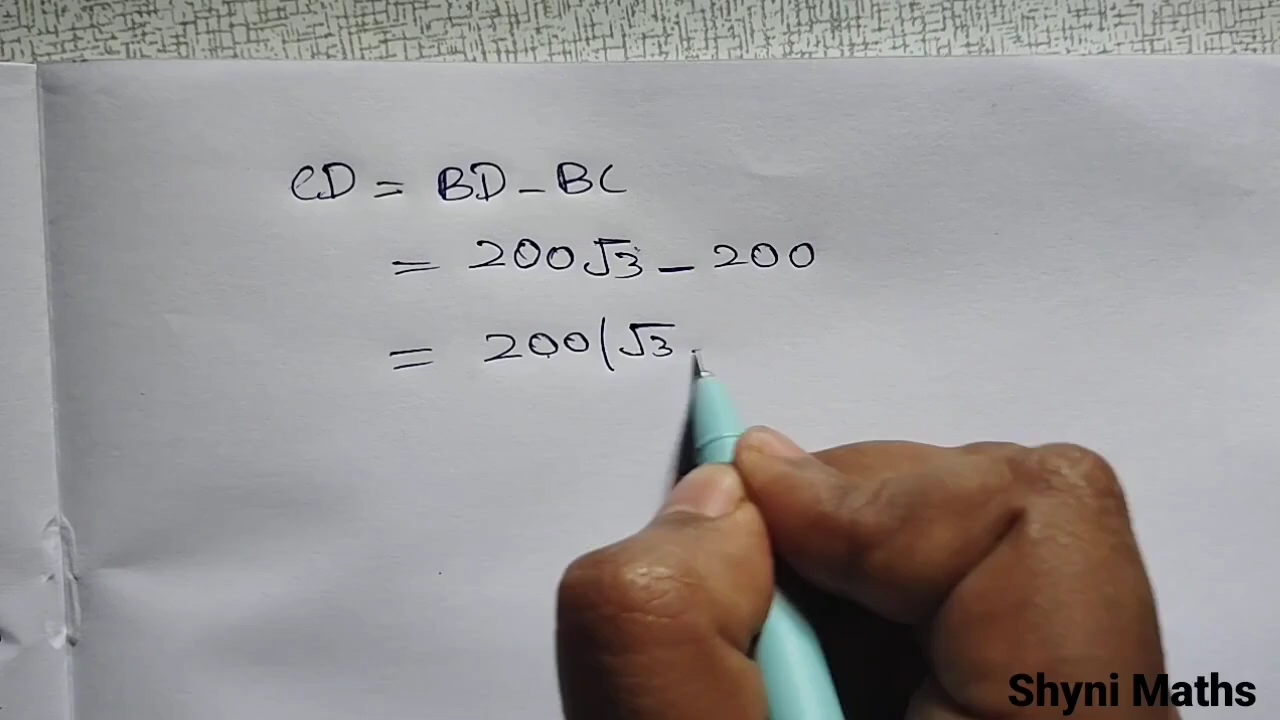 CD = BD - BC
= 200√3 - 200
= 200(√3
Shyni Maths